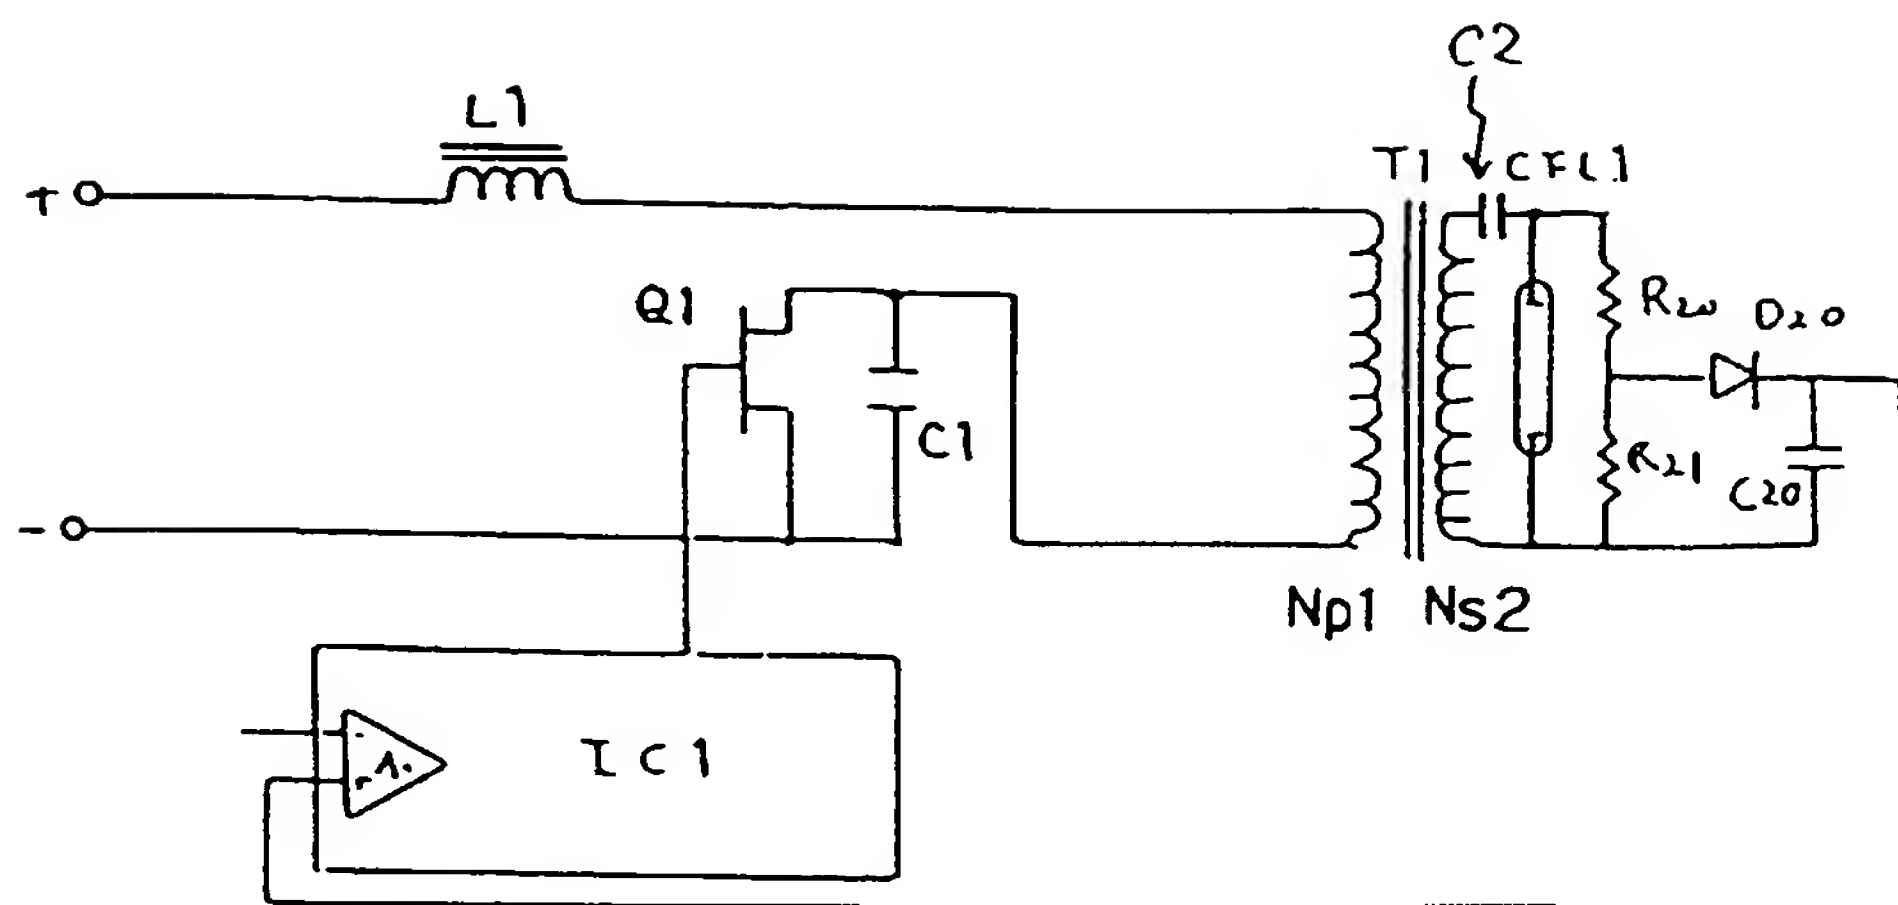 C2
L1
T1 CFL1
+
Q1
R20 D20
C1
R21
C20
-
Np1 Ns2
-
A.
+
IC1